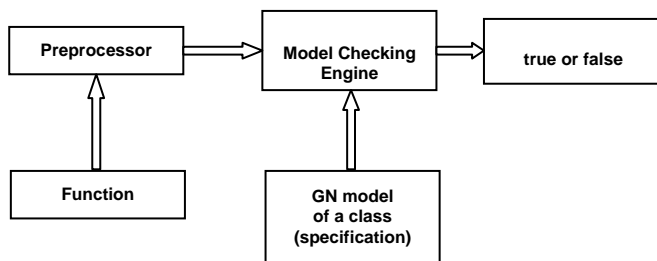 Preprocessor
Model Checking
Engine
true or false
Function
GN model
of a class
(specification)